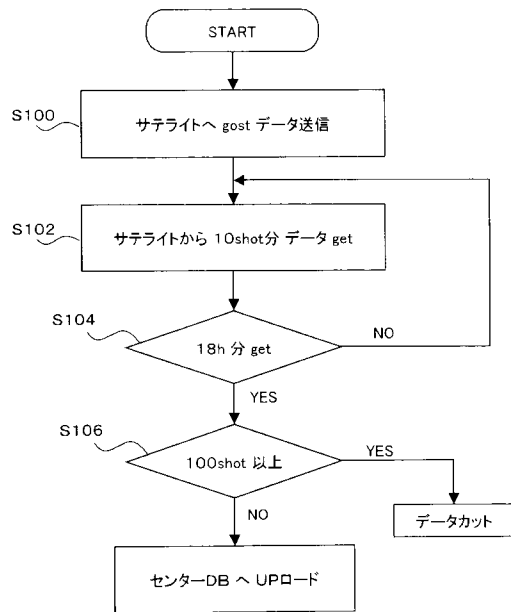 START
S100
サテライトへ gost データ送信
S102
サテライトから 10shot分 データ get
S104
18h 分 get
NO
YES
S106
100shot 以上
YES
NO
データカット
センターDB へ UPロード